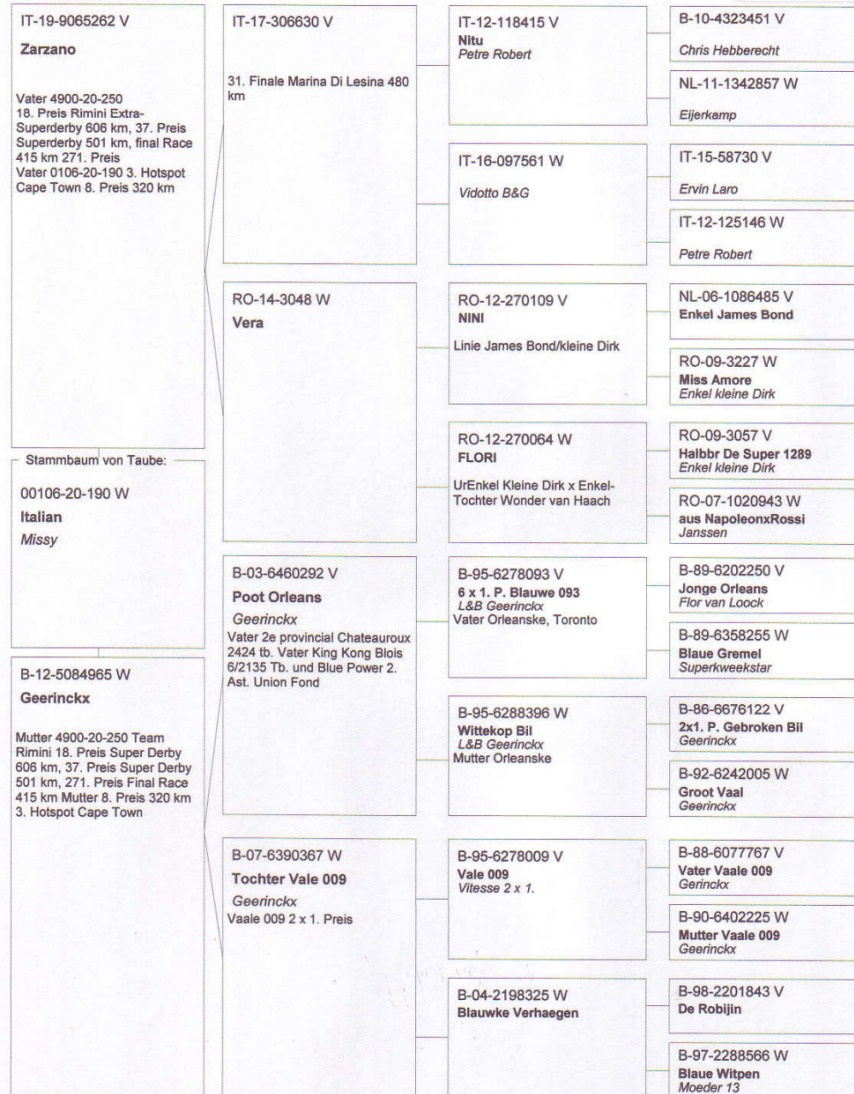 IT-19-9065262 V
Zarzano
Vater 4900-20-250
18. Preis Rimini Extra-
Superderby 606 km, 37. Preis
Superderby 501 km, final Race
415 km 271. Preis
Vater 0106-20-190 3. Hotspot
Cape Town 8. Preis 320 km
Stammbaum von Taube:
00106-20-190 W
Italian
Missy
B-12-5084965 W
Geerinckx
Mutter 4900-20-250 Team
Rimini 18. Preis Super Derby
606 km, 37. Preis Super Derby
501 km, 271. Preis Final Race
415 km Mutter 8. Preis 320 km
3. Hotspot Cape Town
IT-17-306630 V
31. Finale Marina Di Lesina 480
km
RO-14-3048 W
Vera
B-03-6460292 V
Poot Orleans
Geerinckx
Vater 2e provincial Chateauroux
2424 tb. Vater King Kong Blois
6/2135 Tb. und Blue Power 2.
Ast. Union Fond
B-07-6390367 W
Tochter Vale 009
Geerinckx
Vaale 009 2 x 1. Preis
IT-12-118415 V
Nitu
Petre Robert
IT-16-097561 W
Vidotto B&G
RO-12-270109 V
NINI
Linie James Bond/kleine Dirk
RO-12-270064 W
FLORI
UrEnkel Kleine Dirk x Enkel-
Tochter Wonder van Haach
B-95-6278093 V
6 x 1. P. Blauwe 093
L&B Geerinckx
Vater Orleanske, Toronto
B-95-6288396 W
Wittekop Bil
L&B Geerinckx
Mutter Orleanske
B-95-6278009 V
Vale 009
Vitesse 2 x 1.
B-04-2198325 W
Blauwke Verhaegen
B-10-4323451 V
Chris Hebberecht
NL-11-1342857 W
Eijerkamp
IT-15-58730 V
Ervin Laro
IT-12-125146 W
Petre Robert
NL-06-1086485 V
Enkel James Bond
RO-09-3227 W
Miss Amore
Enkel kleine Dirk
RO-09-3057 V
Halbbr De Super 1289
Enkel kleine Dirk
RO-07-1020943 W
aus NapoleonxRossi
Janssen
B-89-6202250 V
Jonge Orleans
Flor van Loock
B-89-6358255 W
Blaue Gremel
Superkweekstar
B-86-6676122 V
2x1. P. Gebroken Bil
Geerinckx
B-92-6242005 W
Groot Vaal
Geerinckx
B-88-6077767 V
Vater Vaale 009
Gerinckx
B-90-6402225 W
Mutter Vaale 009
Geerinckx
B-98-2201843 V
De Robijin
B-97-2288566 W
Blaue Witpen
Moeder 13